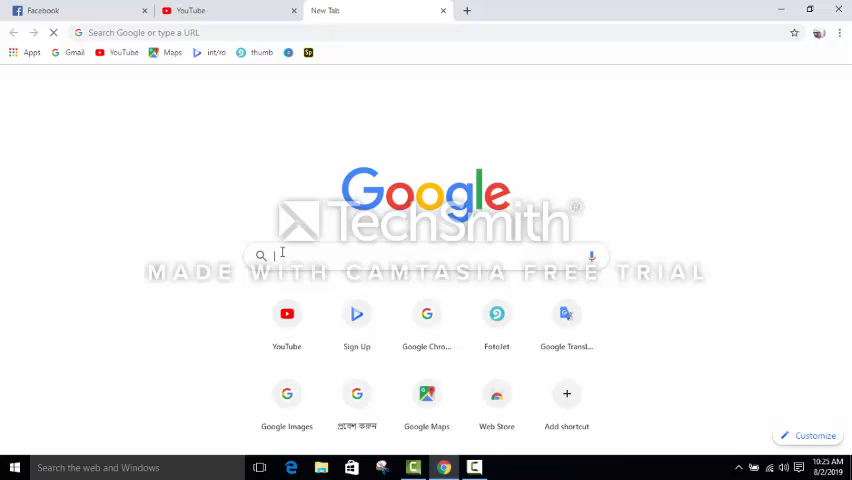 Facebook
YouTube
New Tab
Search Google or type a URL
Apps
Gmail
YouTube
Maps
int/ro
thumb
Sp
Google
TechSmith
MADE WITH CAMTASIA FREE TRIAL
YouTube
Sign Up
Google Chro...
FotoJet
Google Transl...
Google Images
প্রবেশ করুন
Google Maps
Web Store
Add shortcut
Customize
Search the web and Windows
10:25 AM
8/2/2019